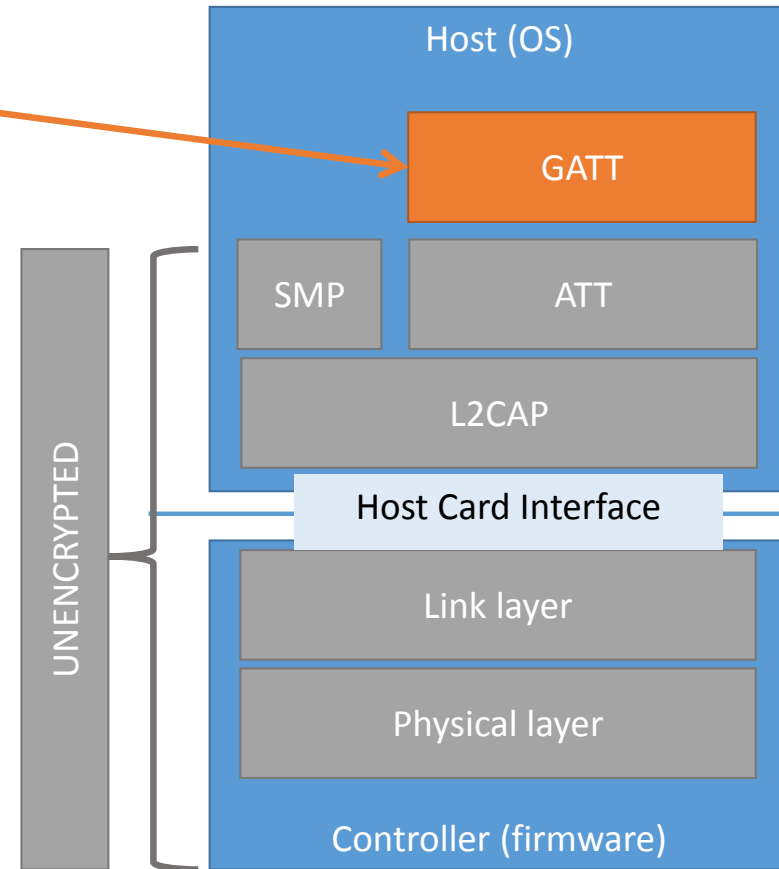 Host (OS)
GATT
SMP
ATT
L2CAP
UNENCRYPTED
Host Card Interface
Link layer
Physical layer
Controller (firmware)